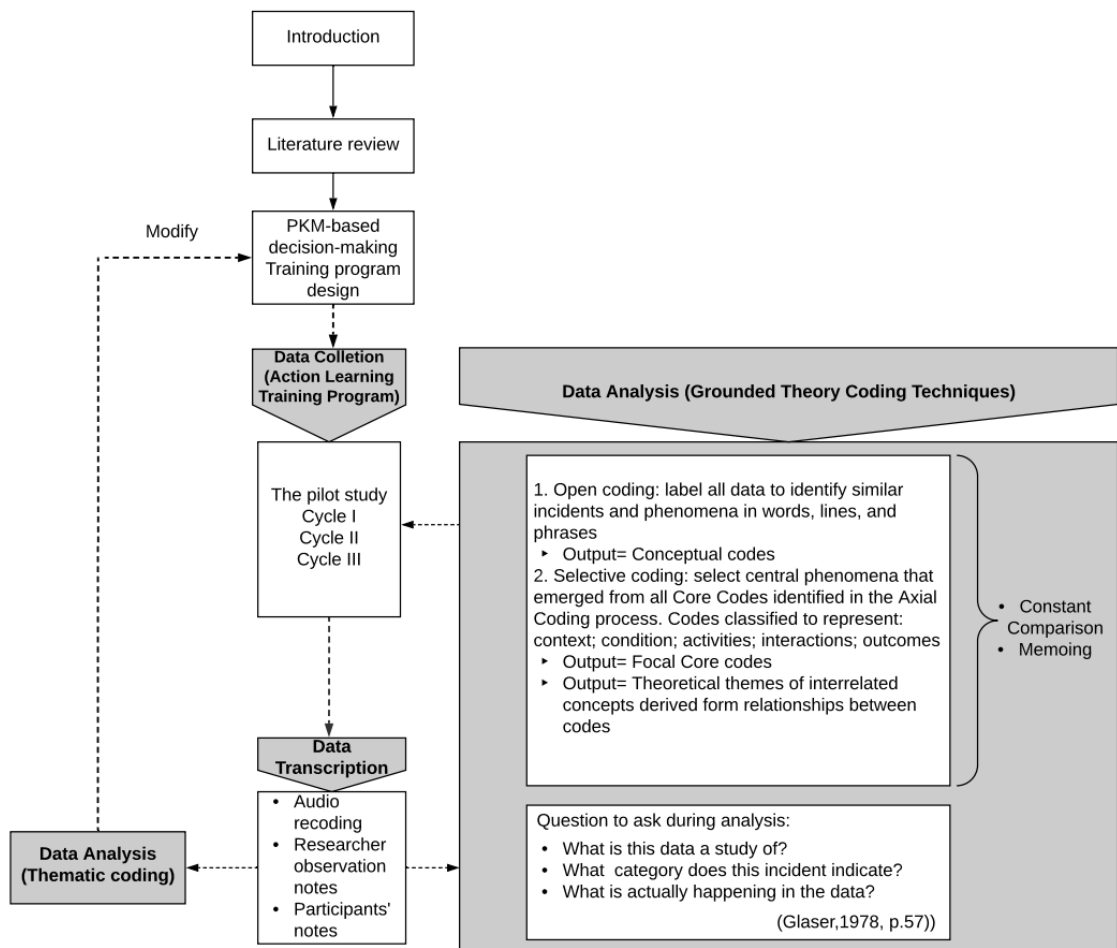 Introduction
Literature review
Modify
PKM-based
decision-making
Training program
design
Data Colletion
(Action Learning
Training Program)
Data Analysis (Grounded Theory Coding Techniques)
The pilot study
Cycle I
Cycle II
Cycle III
1. Open coding: label all data to identify similar
incidents and phenomena in words, lines, and
phrases
‣ Output= Conceptual codes
2. Selective coding: select central phenomena that
emerged from all Core Codes identified in the Axial
Coding process. Codes classified to represent:
context; condition; activities; interactions; outcomes
‣ Output= Focal Core codes
‣ Output= Theoretical themes of interrelated
concepts derived form relationships between
codes
• Constant
Comparison
• Memoing
Data
Transcription
• Audio
recoding
• Researcher
observation
notes
• Participants'
notes
Data Analysis
(Thematic coding)
Question to ask during analysis:
• What is this data a study of?
• What category does this incident indicate?
• What is actually happening in the data?
(Glaser,1978, p.57))